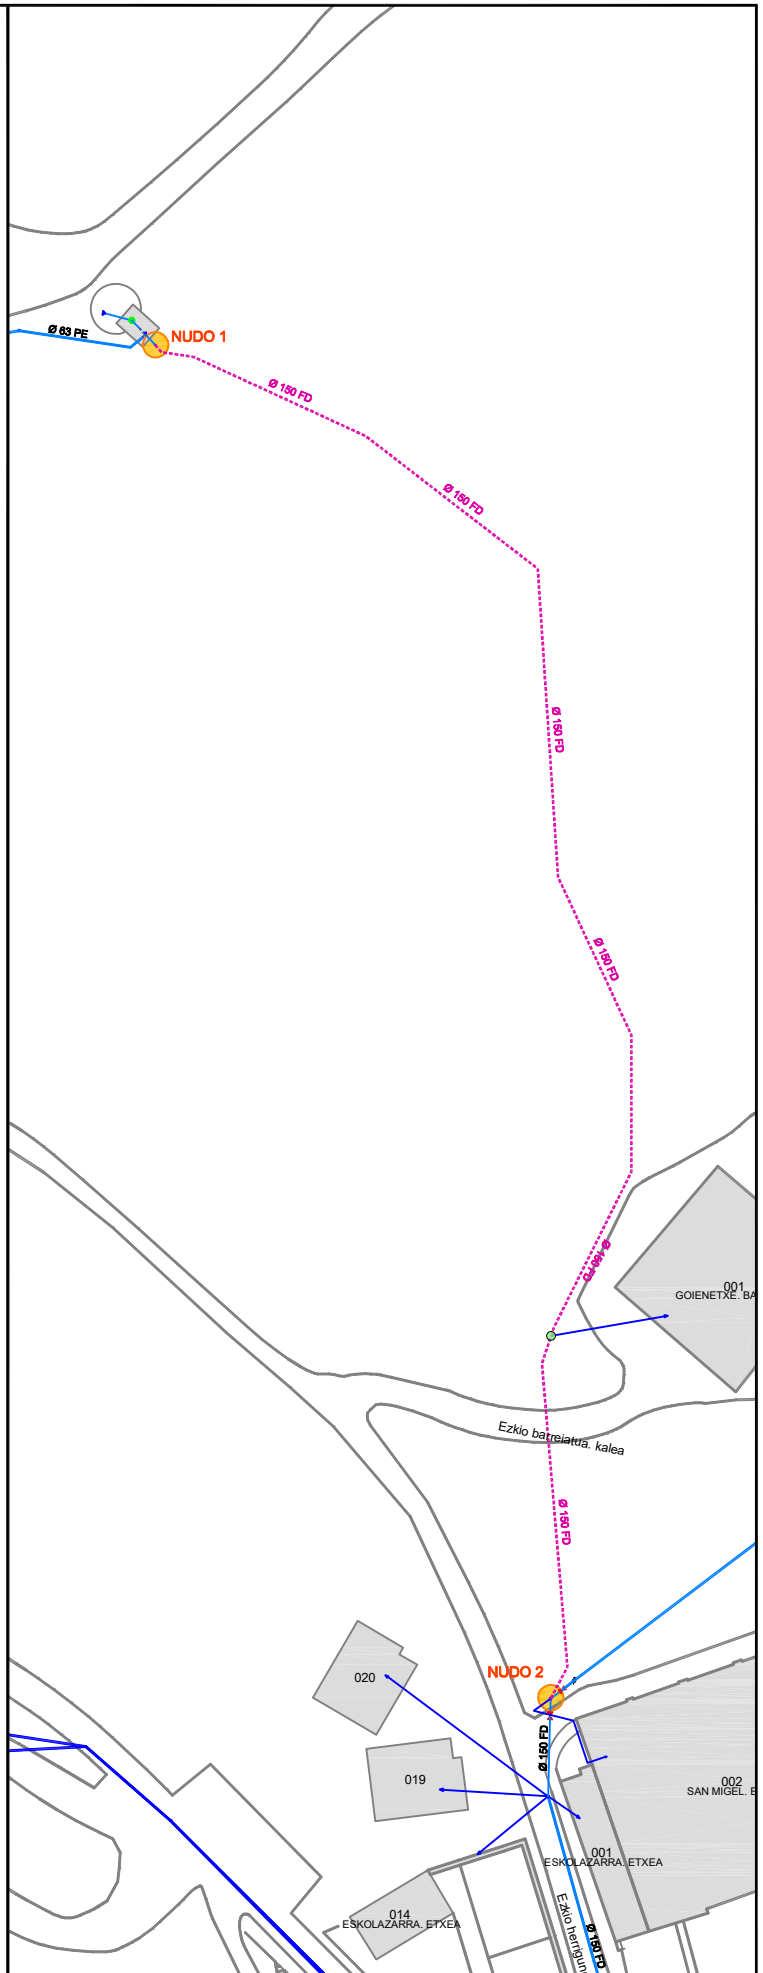 Ø 63 PE
NUDO 1
Ø 150 FD
Ø 150 FD
Ø 150 FD
Ø 150 FD
Ø 150 FD
001
GOIENETXE. BA
Ezkio barreiatua. kalea
Ø 150 FD
NUDO 2
020
Ø 150 FD
019
002
SAN MIGEL. E
001
ESKOLAZARRA. ETXEA
014
ESKOLAZARRA. ETXEA
Ezkio herrigun
Ø 150 FD